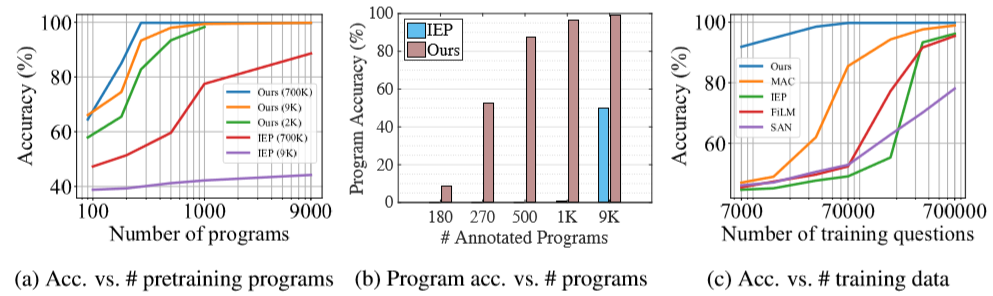 Accuracy (%)
100
80
60
40
Ours (700K)
Ours (9K)
Ours (2K)
IEP (700K)
IEP (9K)
100
1000
9000
Number of programs
(a) Acc. vs. # pretraining programs
Program Accuracy (%)
100
80
60
40
20
0
IEP
Ours
180
270
500
1K
9K
# Annotated Programs
(b) Program acc. vs. # programs
Accuracy (%)
100
80
60
Ours
MAC
IEP
FiLM
SAN
7000
70000
700000
Number of training questions
(c) Acc. vs. # training data